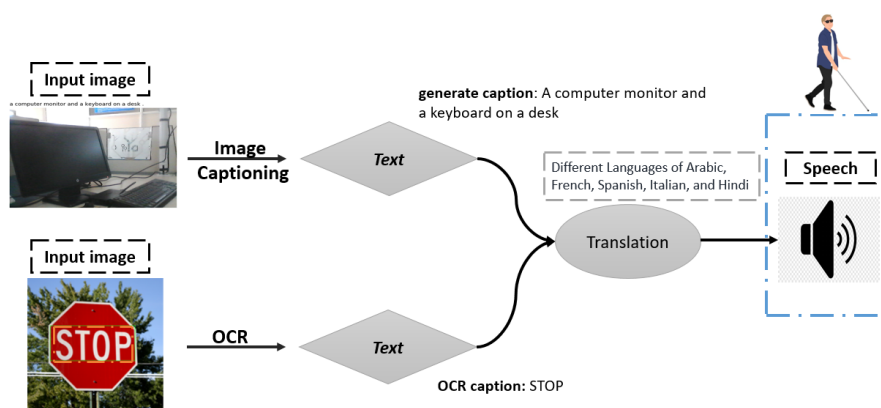 Input image
a computer monitor and a keyboard on a desk .
Image
Captioning
Text
generate caption: A computer monitor and
a keyboard on a desk
Different Languages of Arabic,
French, Spanish, Italian, and Hindi
Translation
Speech
Input image
STOP
OCR
Text
OCR caption: STOP